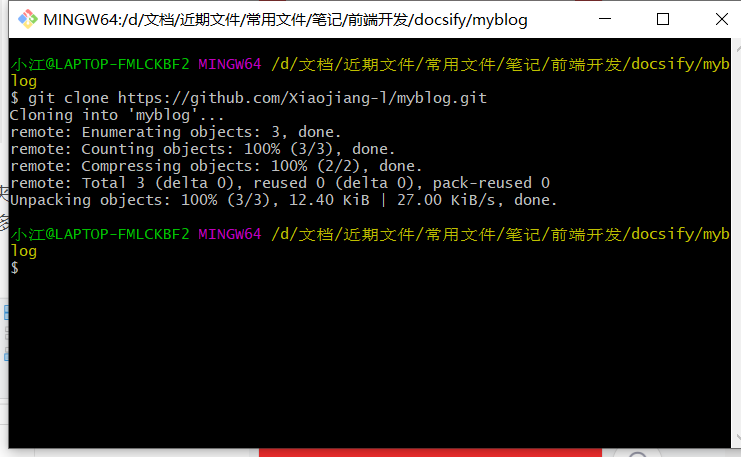 MINGW64:/d/文档/近期文件/常用文件/笔记/前端开发/docsify/myblog
小江@LAPTOP-FMLCKBF2 MINGW64 /d/文档/近期文件/常用文件/笔记/前端开发/docsify/myb
log
$ git clone https://github.com/Xiaojiang-l/myblog.git
Cloning into 'myblog'...
remote: Enumerating objects: 3, done.
remote: Counting objects: 100% (3/3), done.
remote: Compressing objects: 100% (2/2), done.
remote: Total 3 (delta 0), reused 0 (delta 0), pack-reused 0
Unpacking objects: 100% (3/3), 12.40 KiB | 27.00 KiB/s, done.
小江@LAPTOP-FMLCKBF2 MINGW64 /d/文档/近期文件/常用文件/笔记/前端开发/docsify/myb
log
$